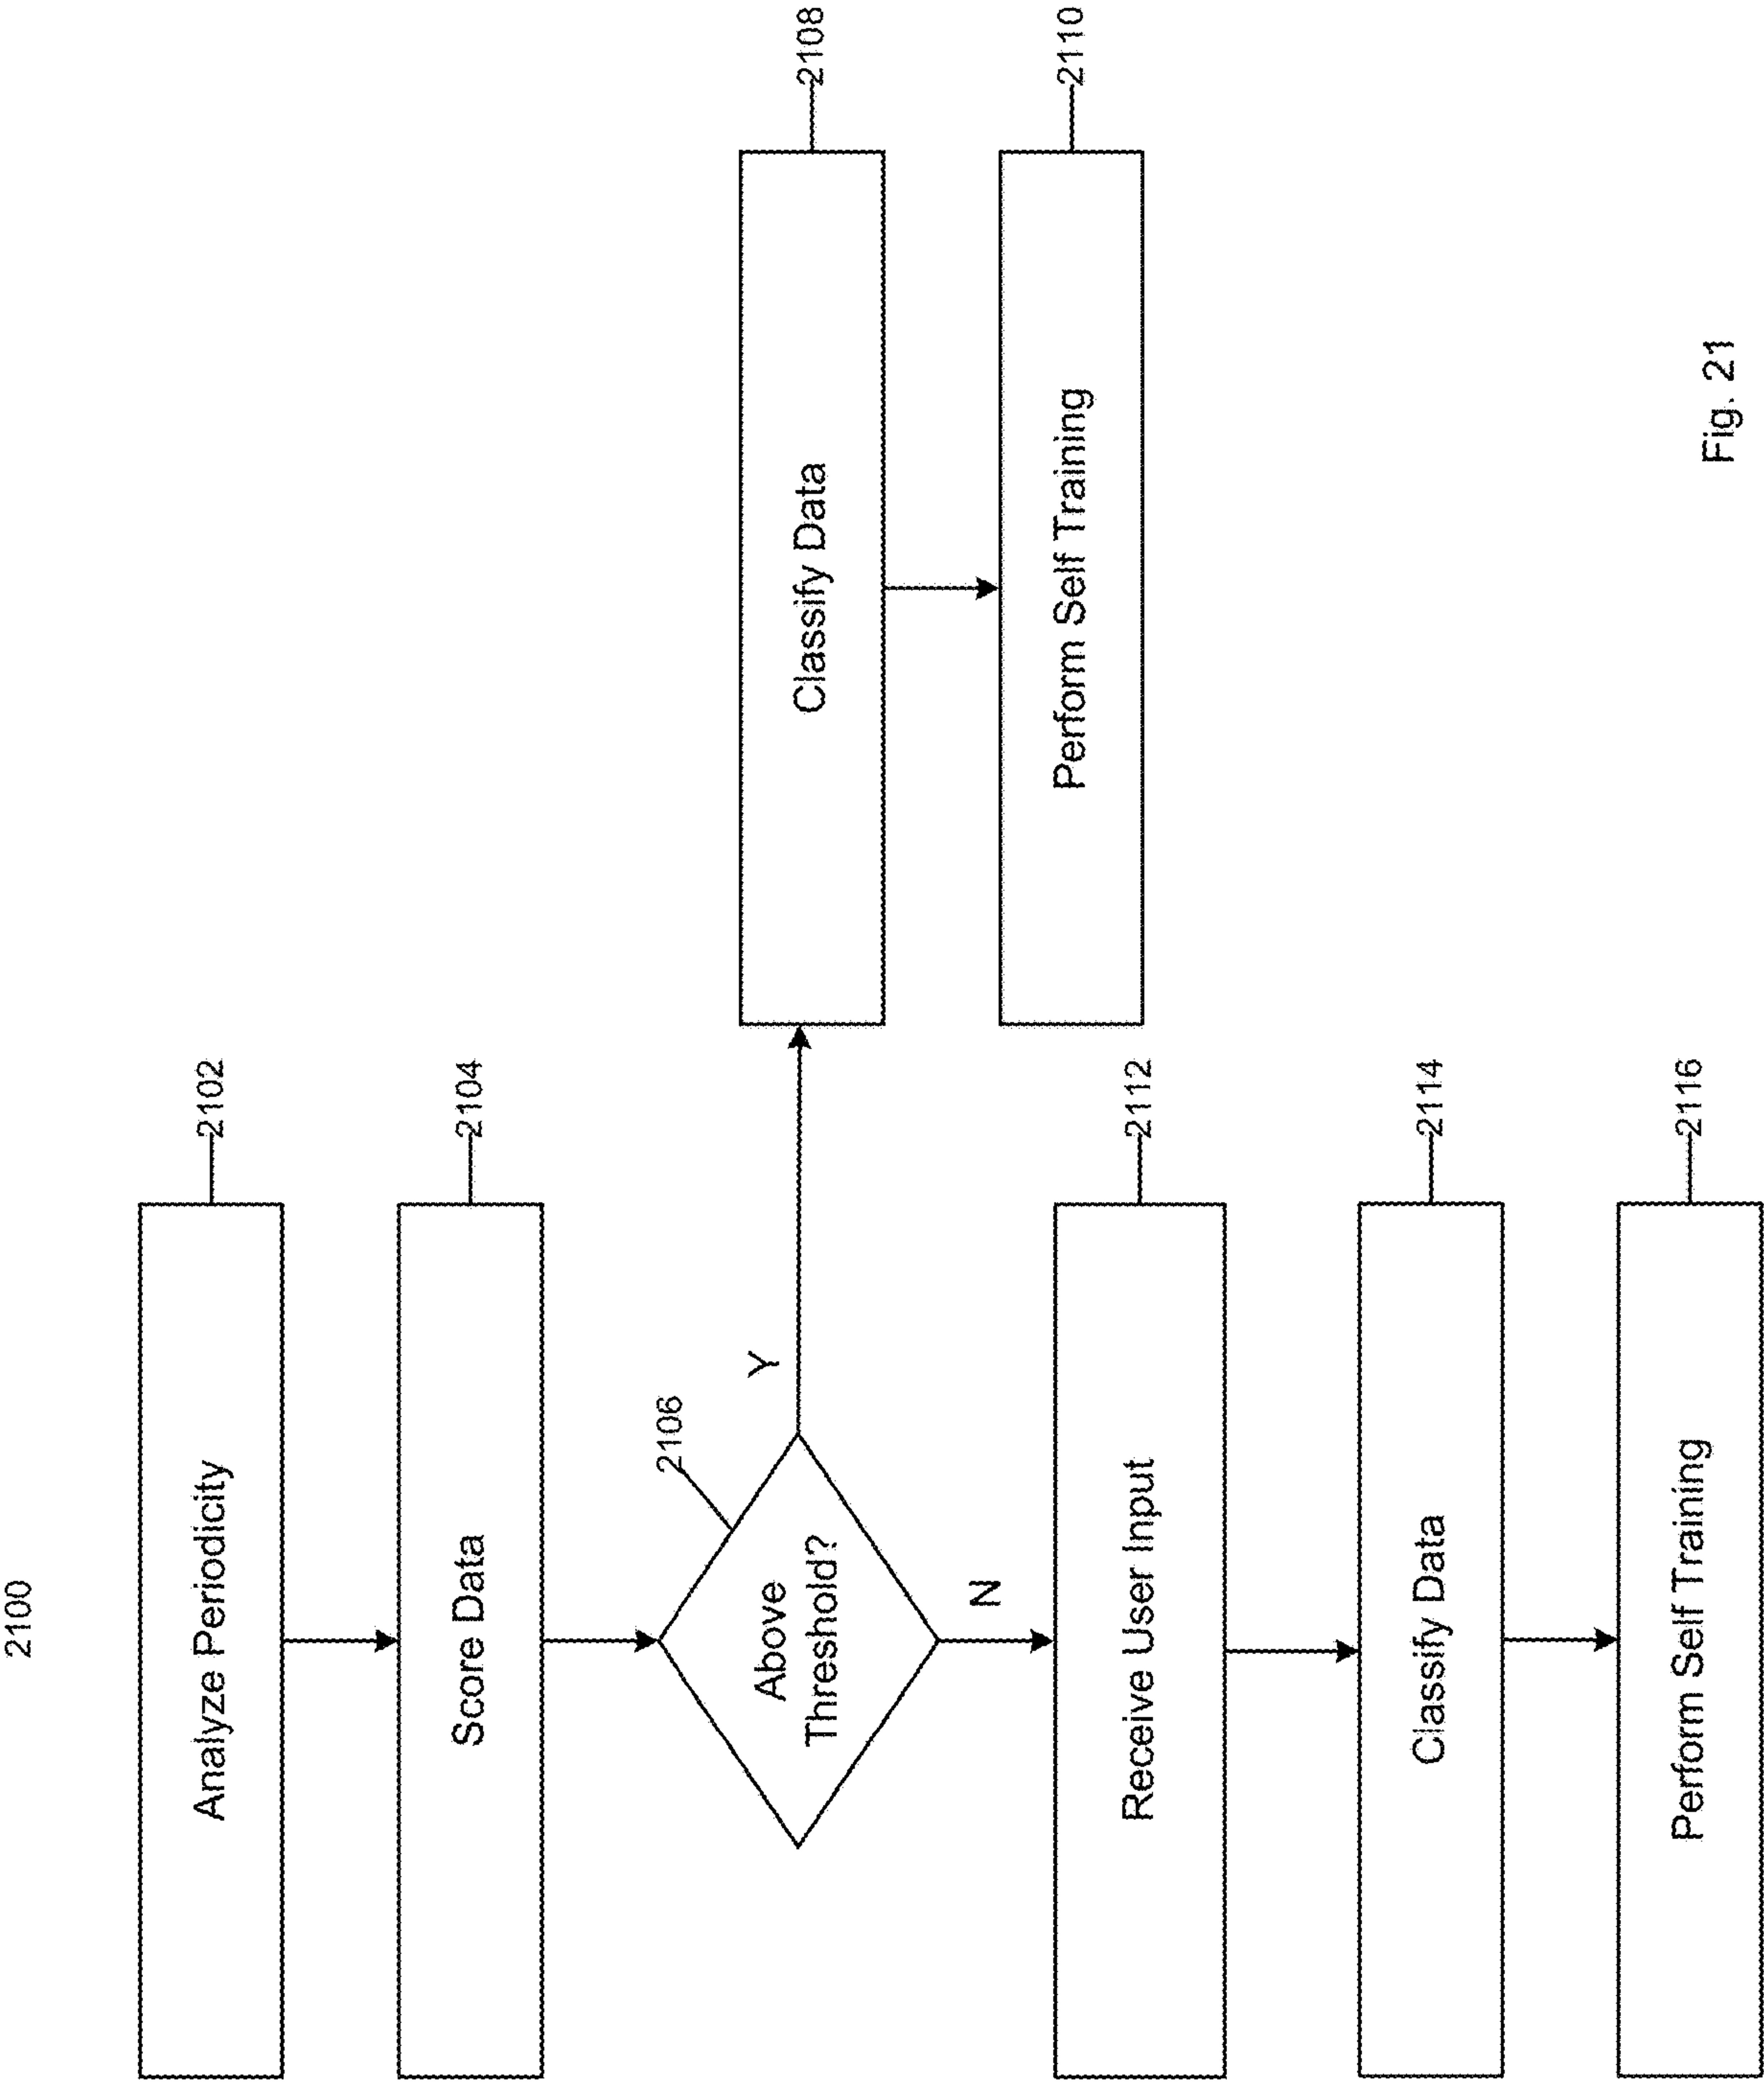 2100
Analyze Periodicity
2102
Score Data
2104
Above
Threshold?
2106
Y
N
Classify Data
2108
Perform Self Training
2110
Receive User Input
2112
Classify Data
2114
Perform Self Training
2116
Fig. 21